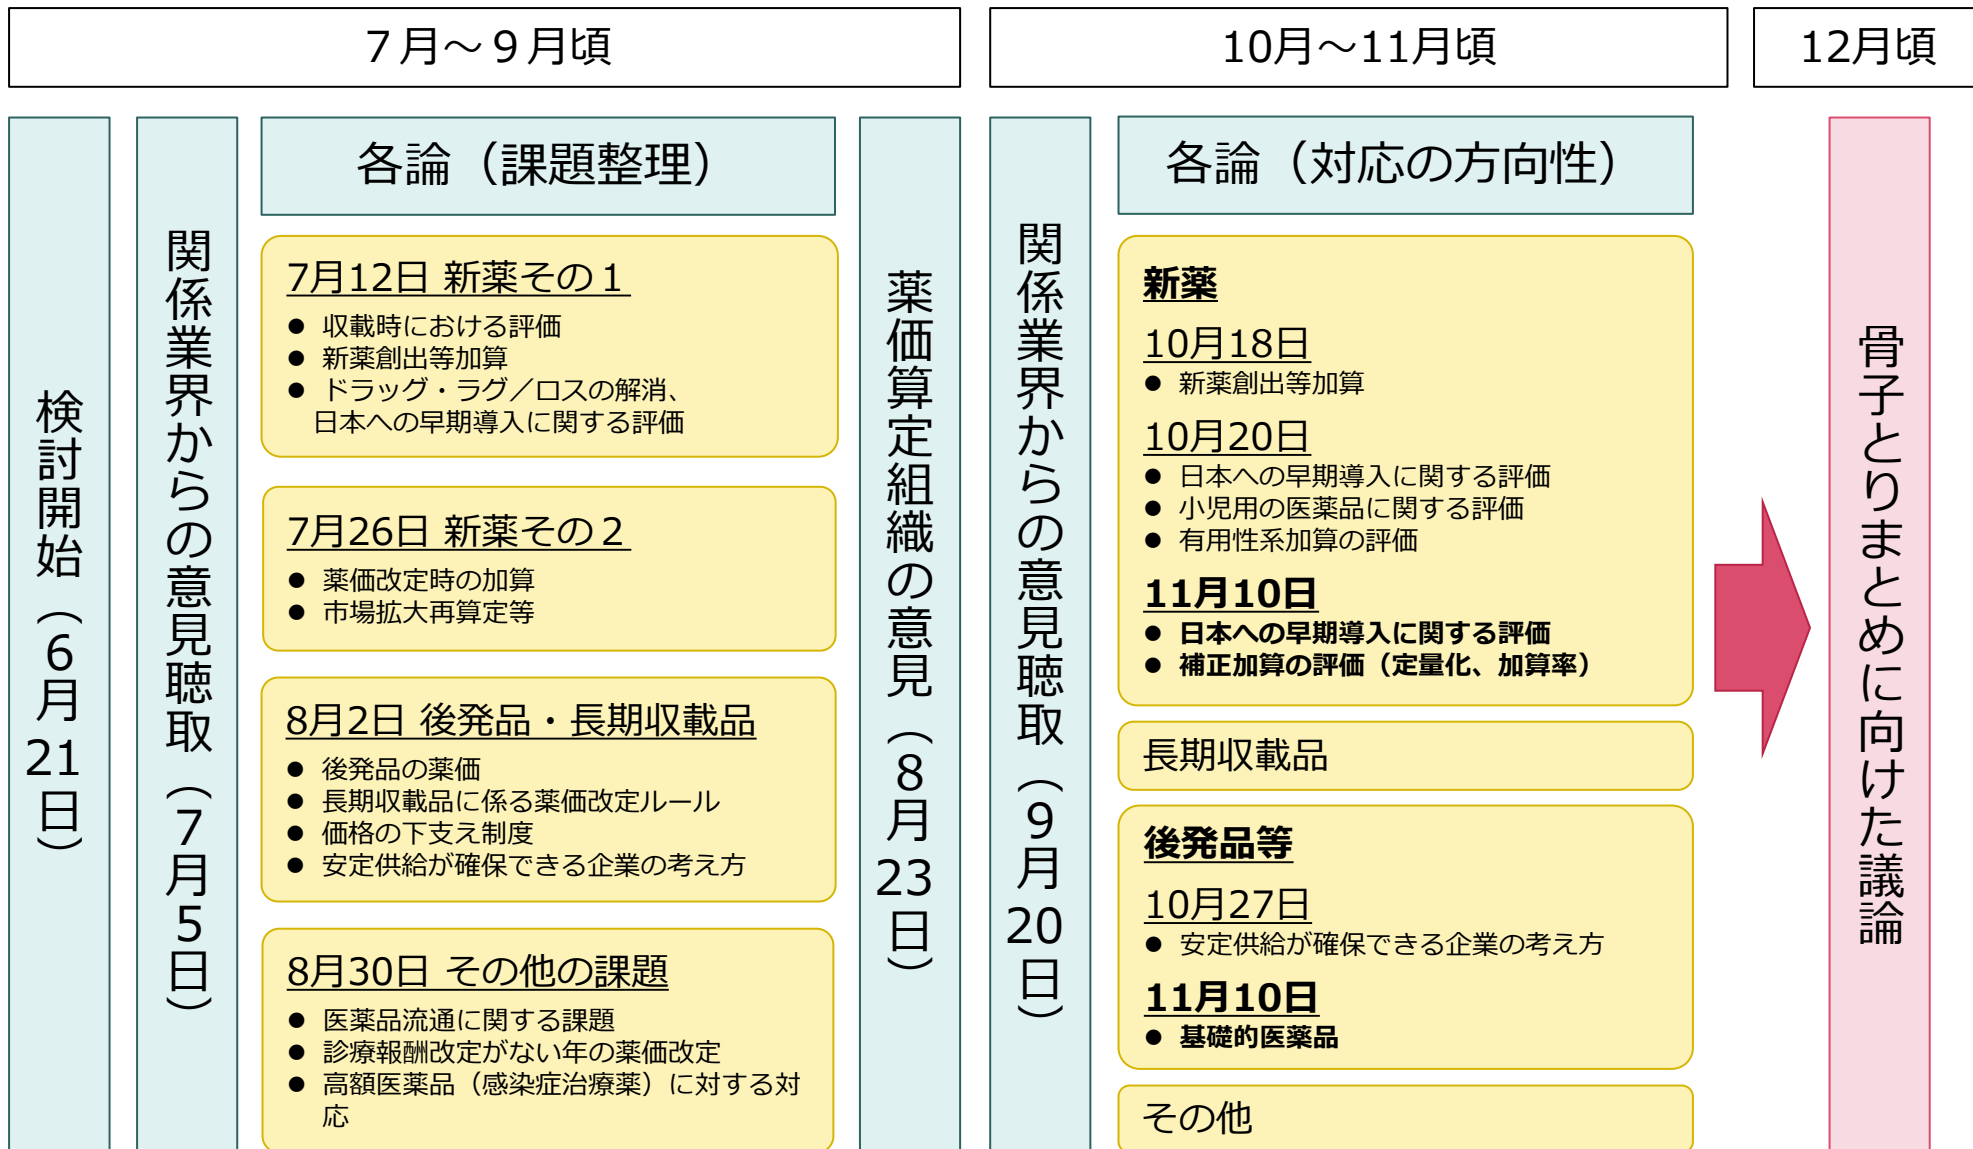 ７月～９月頃
10月～11月頃
12月頃
検討開始（６月21日）
関係業界からの意見聴取（７月５日）
各論（課題整理）
7月12日 新薬その１
● 収載時における評価
● 新薬創出等加算
● ドラッグ・ラグ／ロスの解消、
日本への早期導入に関する評価
7月26日 新薬その２
● 薬価改定時の加算
● 市場拡大再算定等
8月2日 後発品・長期収載品
● 後発品の薬価
● 長期収載品に係る薬価改定ルール
● 価格の下支え制度
● 安定供給が確保できる企業の考え方
8月30日 その他の課題
● 医薬品流通に関する課題
● 診療報酬改定がない年の薬価改定
● 高額医薬品（感染症治療薬）に対する対
応
薬価算定組織の意見（８月23日）
関係業界からの意見聴取（９月20日）
各論（対応の方向性）
新薬
10月18日
● 新薬創出等加算
10月20日
● 日本への早期導入に関する評価
● 小児用の医薬品に関する評価
● 有用性系加算の評価
11月10日
● 日本への早期導入に関する評価
● 補正加算の評価（定量化、加算率）
長期収載品
後発品等
10月27日
● 安定供給が確保できる企業の考え方
11月10日
● 基礎的医薬品
その他
骨子とりまとめに向けた議論